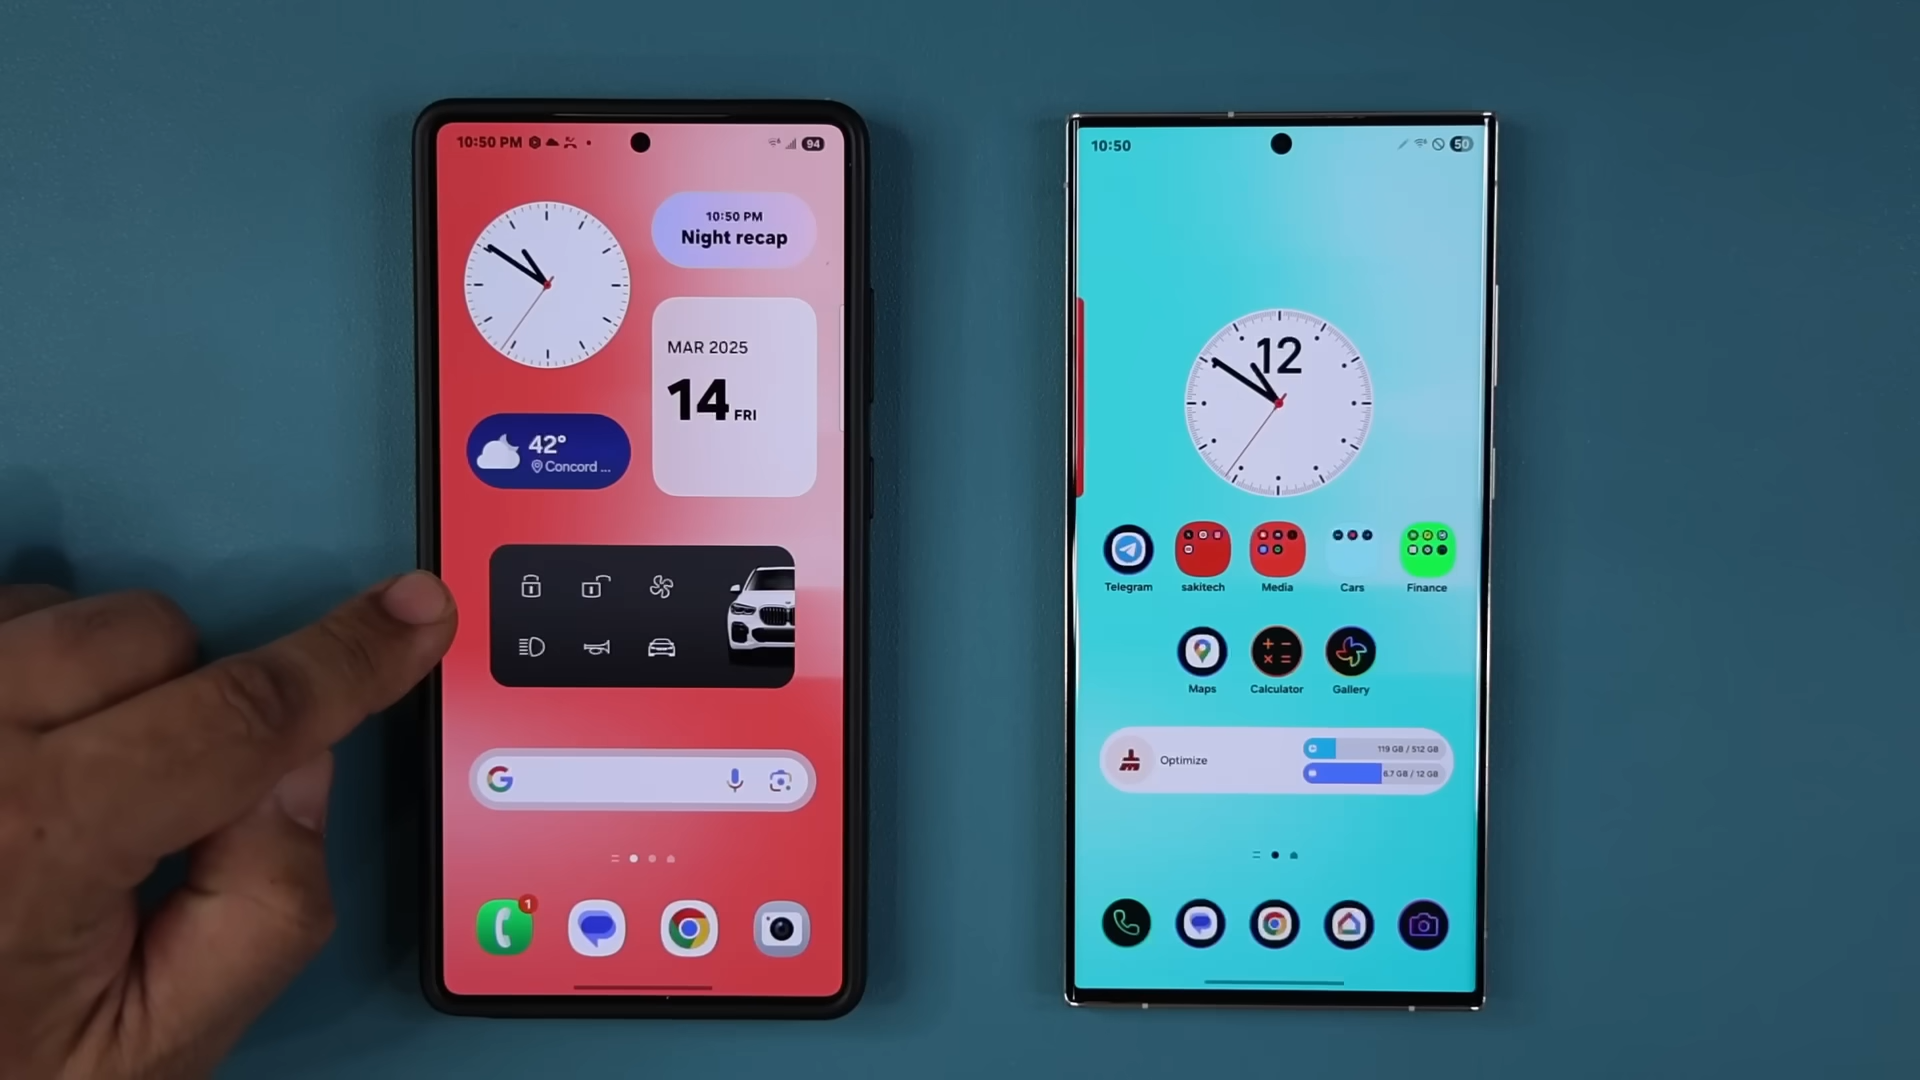 10:50 PM
94
10:50 PM
Night recap
MAR 2025
14 FRI
42°
Concord ...
1
10:50
50
12
Telegram
sakitech
Media
Cars
Finance
Maps
Calculator
Gallery
Optimize
119 GB / 512 GB
6.7 GB / 12 GB